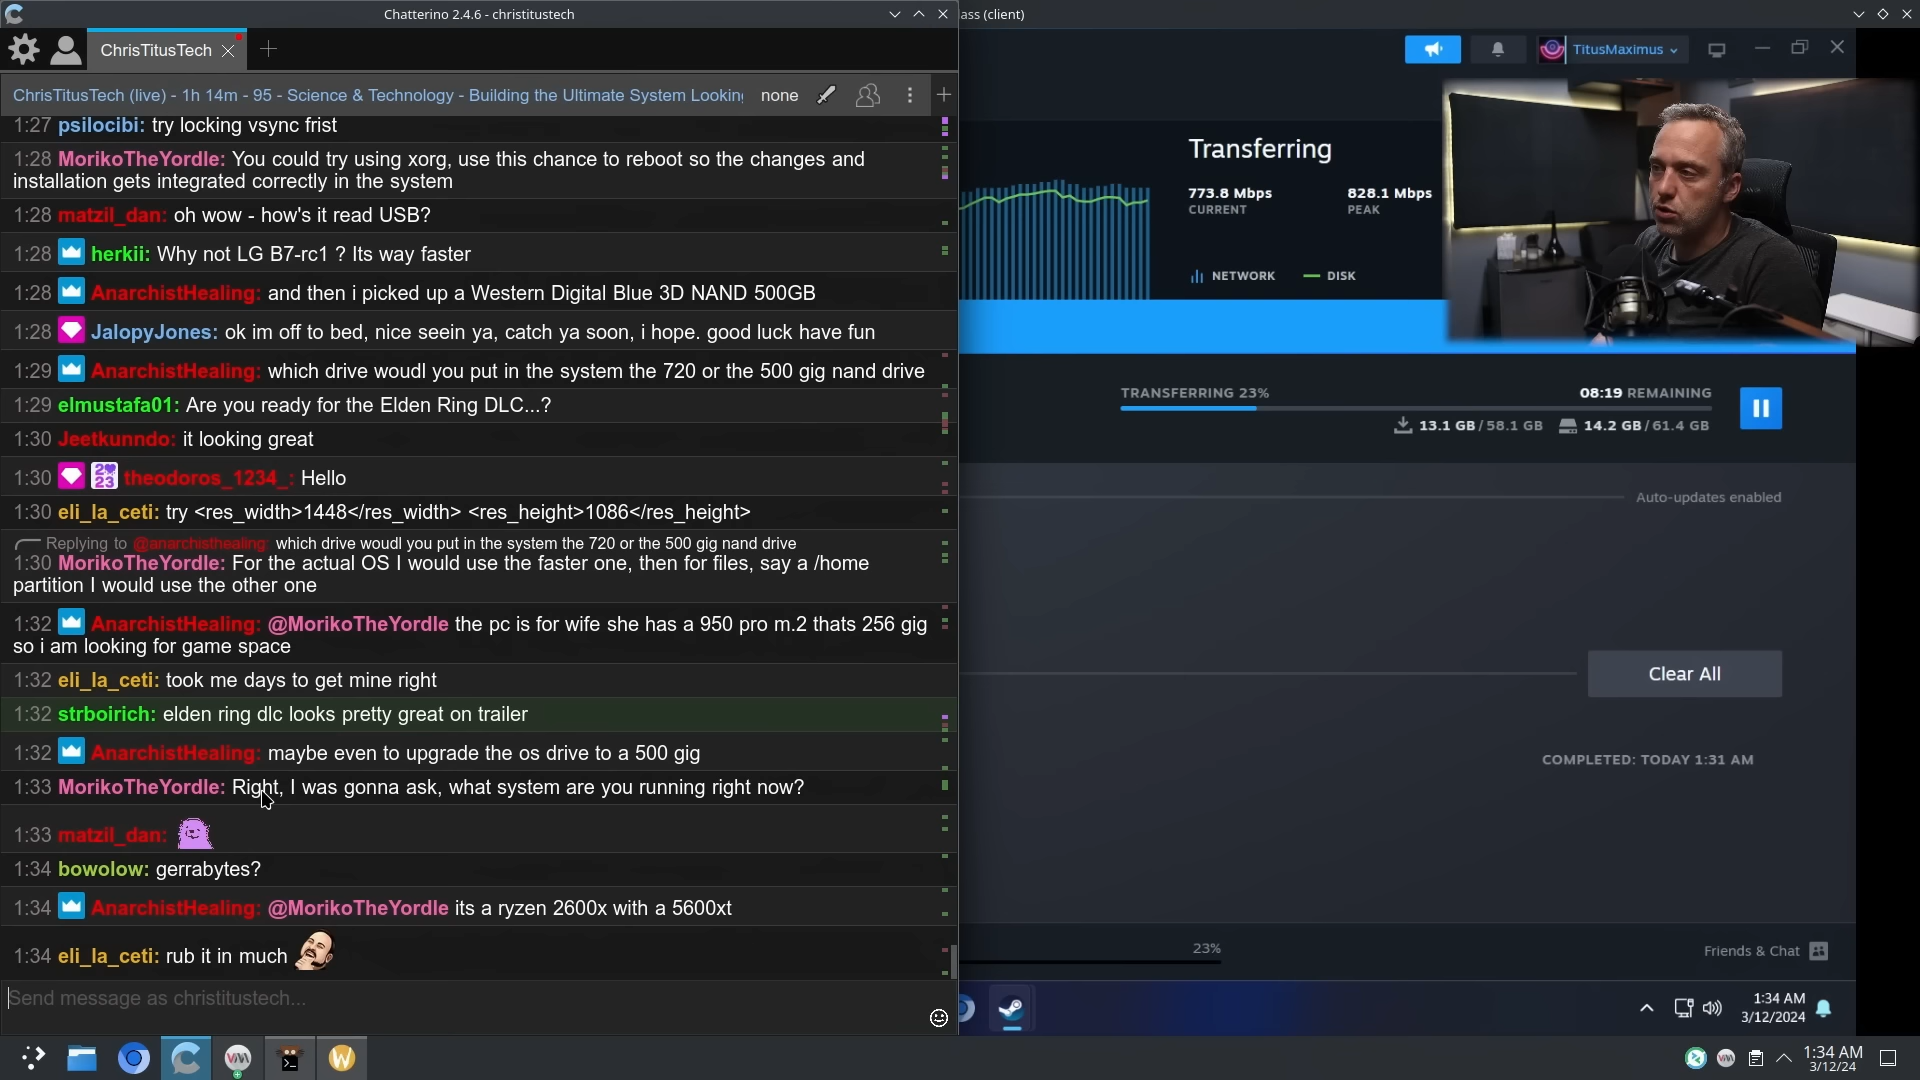 Chatterino 2.4.6 - christitustech
ass (client)
ChrisTitusTech
TitusMaximus
ChrisTitusTech (live) - 1h 14m - 95 - Science & Technology - Building the Ultimate System Lookin
none
1:27 psilocibi: try locking vsync frist
1:28 MorikoTheYordle: You could try using xorg, use this chance to reboot so the changes and
installation gets integrated correctly in the system
1:28 matzil_dan: oh wow - how's it read USB?
1:28 herkii: Why not LG B7-rc1 ? Its way faster
1:28 AnarchistHealing: and then i picked up a Western Digital Blue 3D NAND 500GB
1:28 JalopyJones: ok im off to bed, nice seein ya, catch ya soon, i hope. good luck have fun
1:29 AnarchistHealing: which drive woudl you put in the system the 720 or the 500 gig nand drive
1:29 elmustafa01: Are you ready for the Elden Ring DLC...?
1:30 Jeetkunndo: it looking great
1:30 2023 theodoros_1234_: Hello
1:30 eli_la_ceti: try <res_width>1448</res_width> <res_height>1086</res_height>
Replying to @anarchisthealing: which drive woudl you put in the system the 720 or the 500 gig nand drive
1:30 MorikoTheYordle: For the actual OS I would use the faster one, then for files, say a /home
partition I would use the other one
1:32 AnarchistHealing: @MorikoTheYordle the pc is for wife she has a 950 pro m.2 thats 256 gig
so i am looking for game space
1:32 eli_la_ceti: took me days to get mine right
1:32 strboirich: elden ring dlc looks pretty great on trailer
1:32 AnarchistHealing: maybe even to upgrade the os drive to a 500 gig
1:33 MorikoTheYordle: Right, I was gonna ask, what system are you running right now?
1:33 matzil_dan:
1:34 bowolow: gerrabytes?
1:34 AnarchistHealing: @MorikoTheYordle its a ryzen 2600x with a 5600xt
1:34 eli_la_ceti: rub it in much
Send message as christitustech...
Transferring
773.8 Mbps
CURRENT
828.1 Mbps
PEAK
NETWORK
DISK
TRANSFERRING 23%
08:19 REMAINING
13.1 GB / 58.1 GB
14.2 GB / 61.4 GB
Auto-updates enabled
Clear All
COMPLETED: TODAY 1:31 AM
23%
Friends & Chat
1:34 AM
3/12/2024
1:34 AM
3/12/24